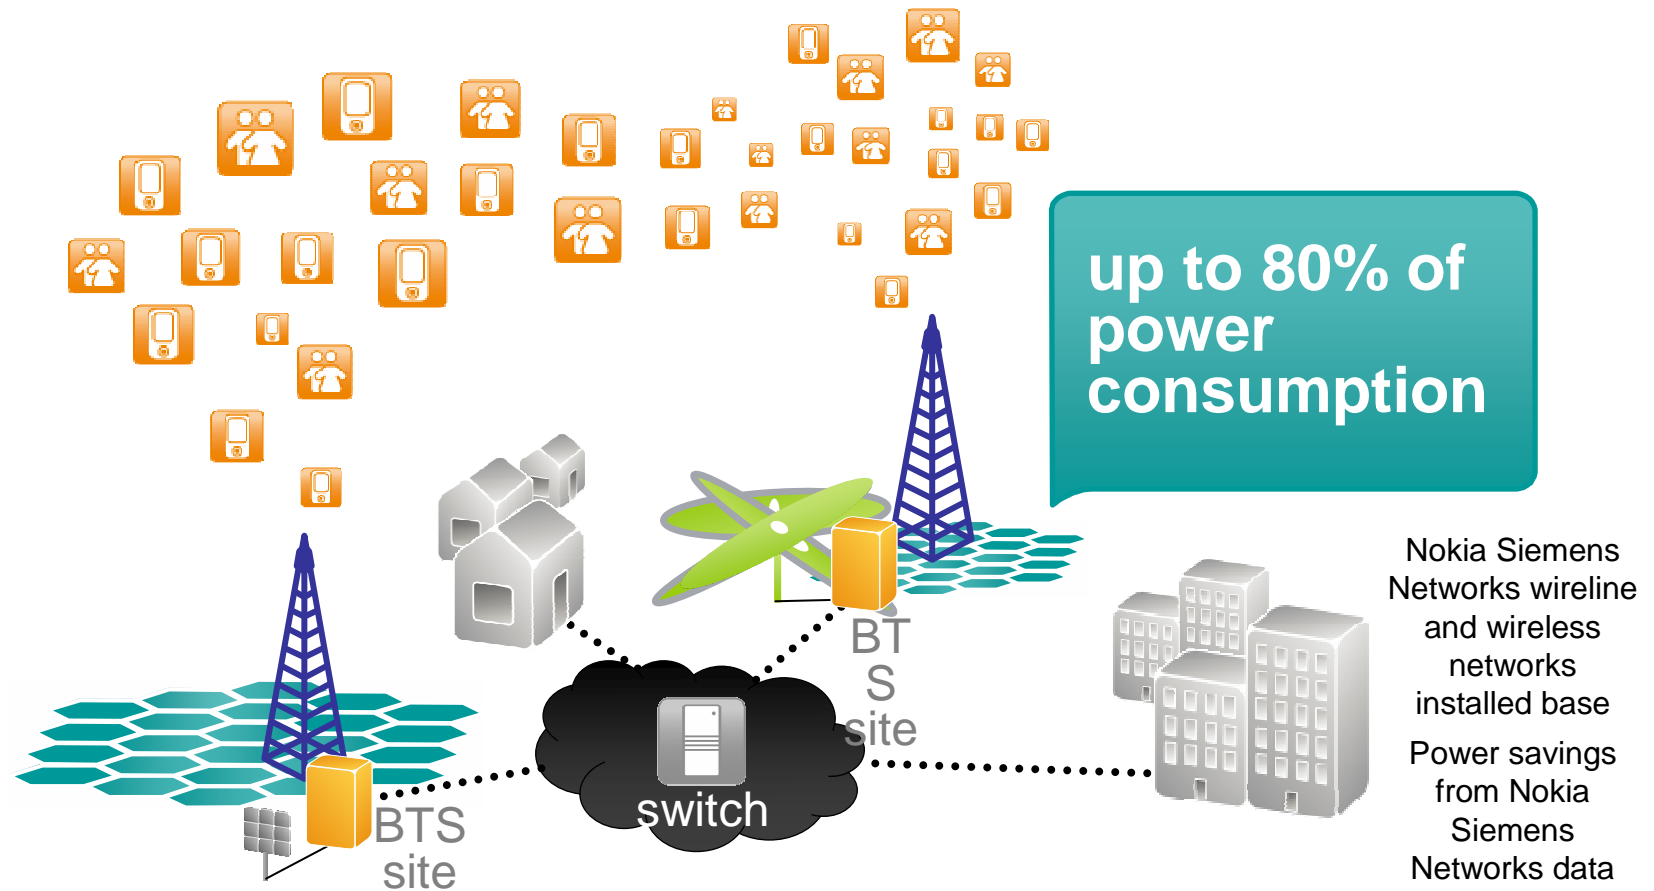 up to 80% of
power
consumption
Nokia Siemens
Networks wireline
and wireless
networks
installed base
Power savings
from Nokia
Siemens
Networks data
BT
S
site
switch
BTS
site